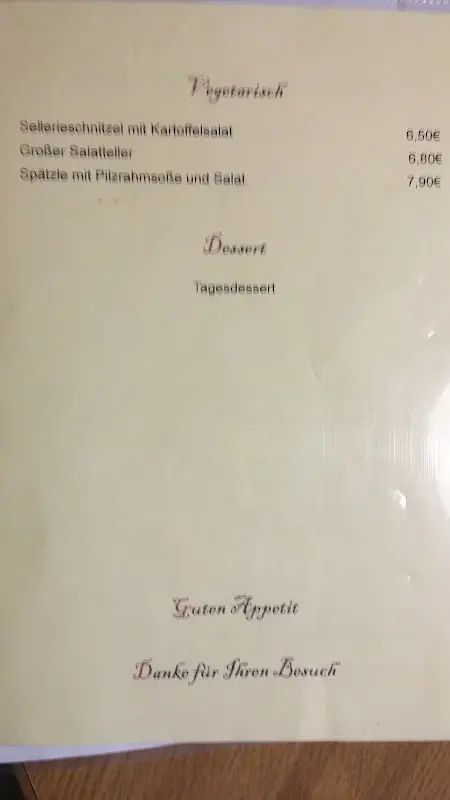 Vegetarisch
Sellerieschnitzel mit Kartoffelsalat 6,50€
Großer Salatteller 6,80€
Spätzle mit Pilzrahmsoße und Salat 7,90€
Dessert
Tagesdessert
Guten Appetit
Danke für Ihren Besuch